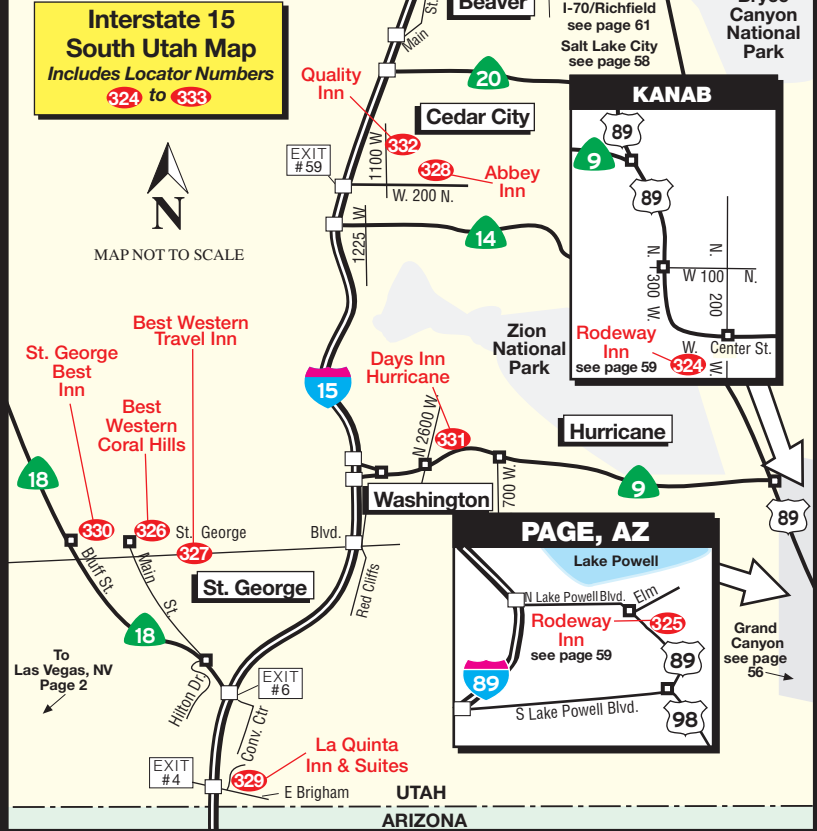 Interstate 15
South Utah Map
Includes Locator Numbers
324 to 333
Beaver
St.
Main
I-70/Richfield
see page 61
Salt Lake City
see page 58
Bryce
Canyon
National
Park
20
Quality
Inn
Cedar City
332
1100 W
EXIT
#59
328
Abbey
Inn
W. 200 N.
N
MAP NOT TO SCALE
1225 W
14
KANAB
89
9
89
N. 300 W.
N. 200 W.
W 100 N.
W. Center St.
Rodeway
Inn
see page 59
324
Zion
National
Park
Best Western
Travel Inn
St. George
Best
Inn
Best
Western
Coral Hills
15
Days Inn
Hurricane
N 2600 W
331
Hurricane
18
9
700 W.
Washington
89
330
326
St. George Blvd.
327
Bluff St.
Main St.
St. George
Red Cliffs
18
To
Las Vegas, NV
Page 2
Hilton Dr.
EXIT
#6
Conv. Ctr
La Quinta
Inn & Suites
EXIT
#4
329
E Brigham
PAGE, AZ
Lake Powell
N Lake Powell Blvd.
Elm
Rodeway
Inn
see page 59
325
89
89
S Lake Powell Blvd.
98
Grand
Canyon
see page
56
UTAH
ARIZONA